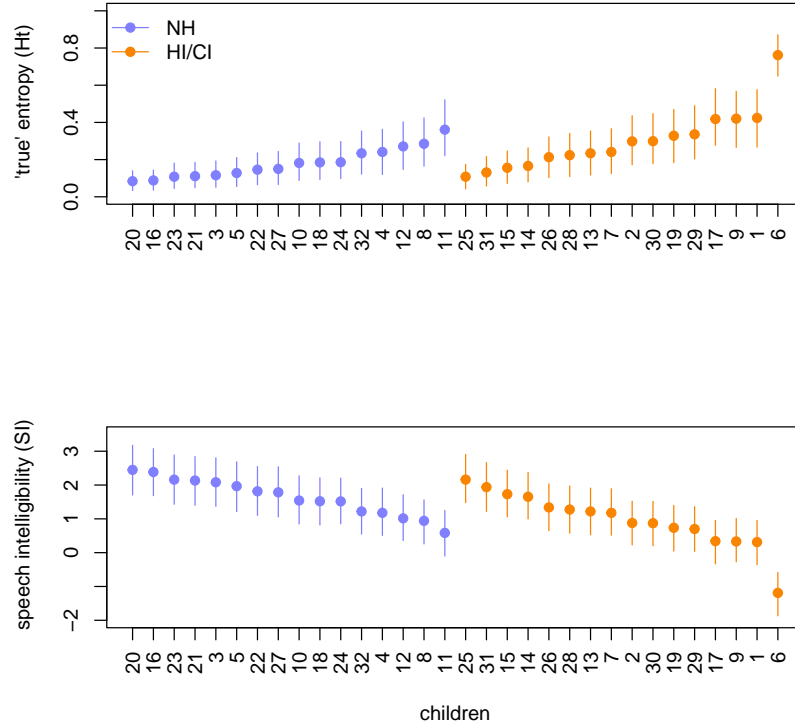 NH
HI/CI
'true' entropy (Ht)
0.8
0.4
0.0
20 16 23 21 3 5 22 27 10 18 24 32 4 12 8 11 25 31 15 14 26 28 13 7 2 30 19 29 17 9 1 6
speech intelligibility (SI)
3
2
1
0
−2
20 16 23 21 3 5 22 27 10 18 24 32 4 12 8 11 25 31 15 14 26 28 13 7 2 30 19 29 17 9 1 6
children